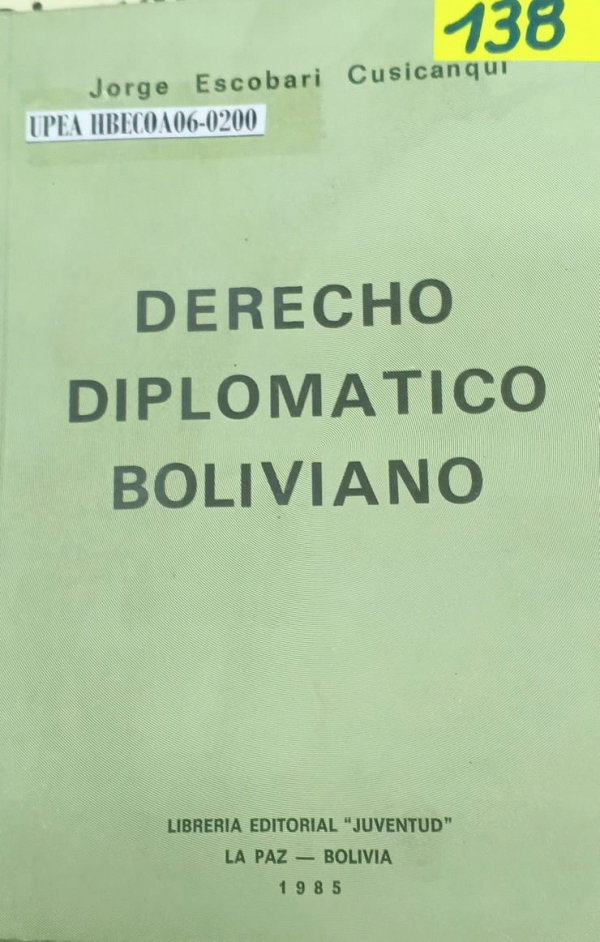 138
Jorge Escobari Cusicanqui
UPEA HBECOA06-0200
DERECHO
DIPLOMATICO
BOLIVIANO
LIBRERIA EDITORIAL "JUVENTUD"
LA PAZ — BOLIVIA
1985